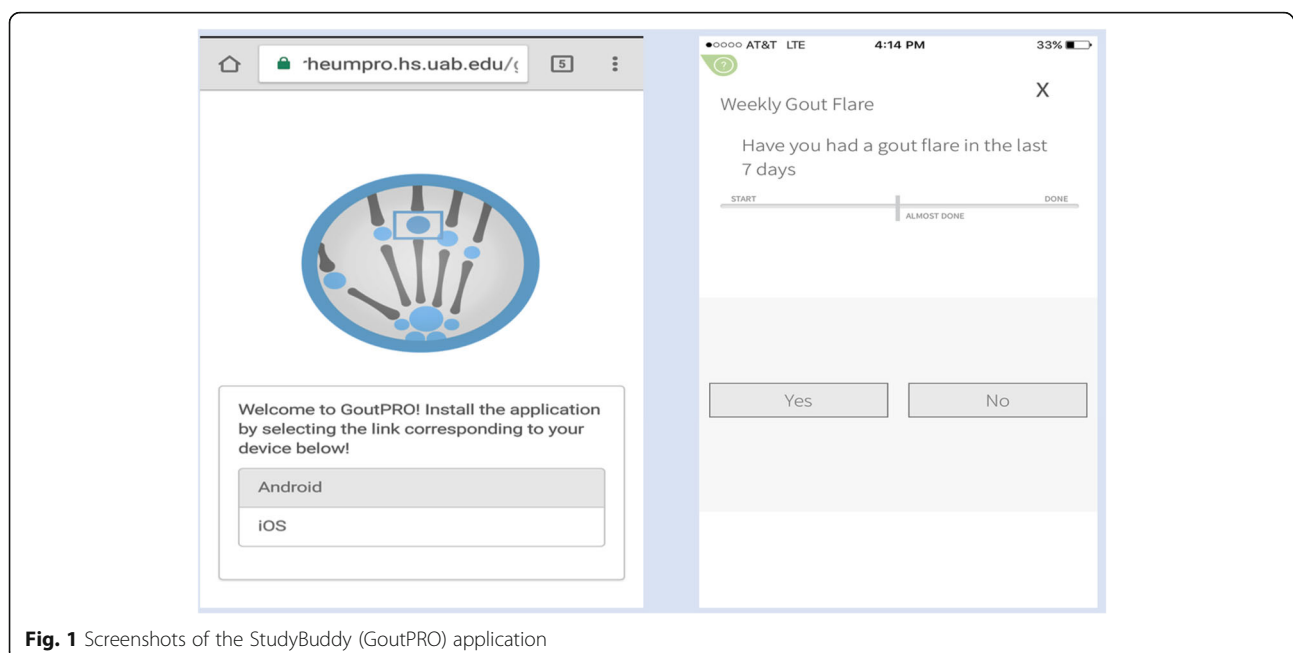 heumpro.hs.uab.edu/
5
Welcome to GoutPRO! Install the application
by selecting the link corresponding to your
device below!
Android
iOS
AT&T LTE 4:14 PM 33%
?
X
Weekly Gout Flare
Have you had a gout flare in the last
7 days
START DONE
ALMOST DONE
Yes No
Fig. 1 Screenshots of the StudyBuddy (GoutPRO) application